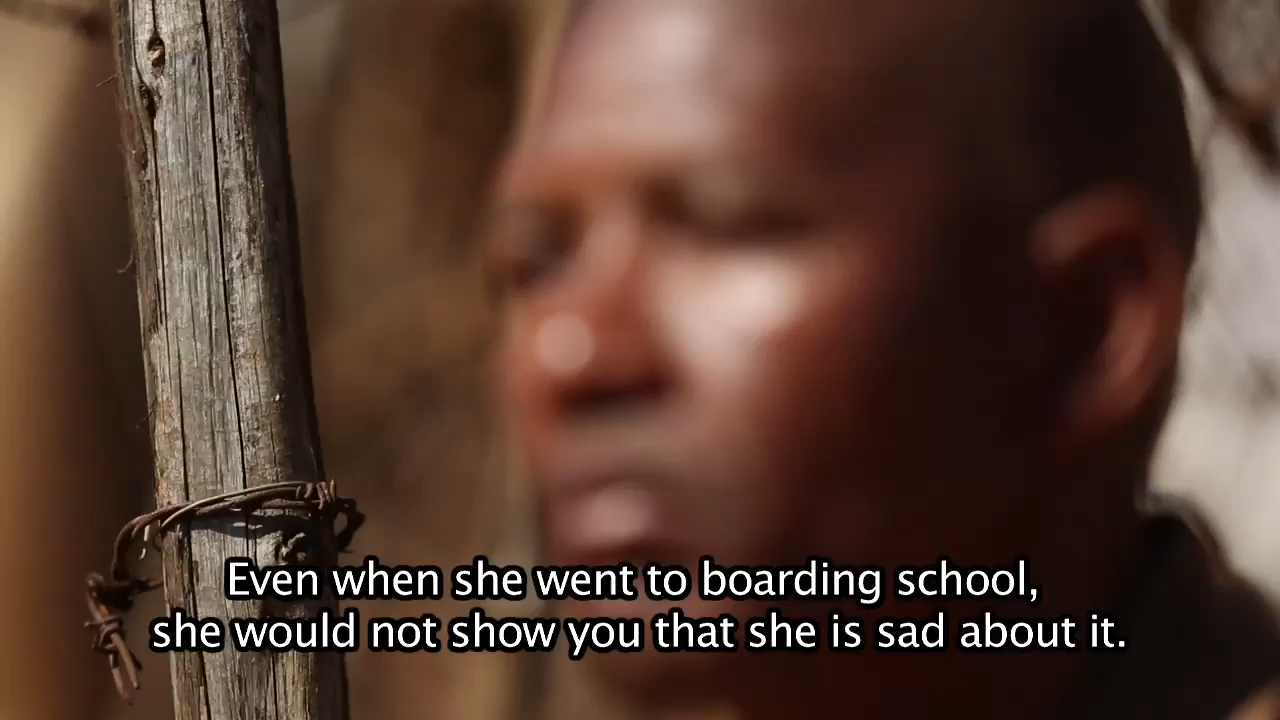 Even when she went to boarding school,
she would not show you that she is sad about it.